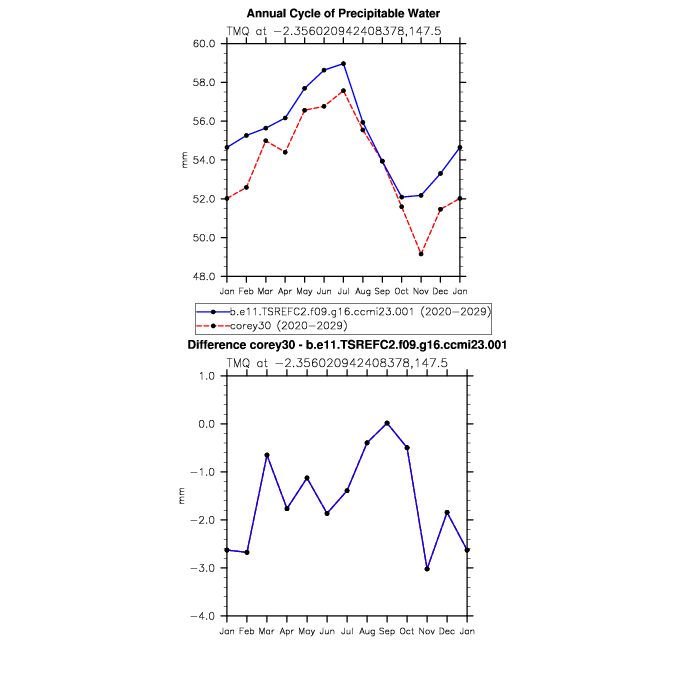 Annual Cycle of Precipitable Water
TMQ at −2.356020942408378,147.5
60.0
58.0
56.0
54.0
52.0
50.0
48.0
mm
Jan Feb Mar Apr May Jun Jul Aug Sep Oct Nov Dec Jan
b.e11.TSREFC2.f09.g16.ccmi23.001 (2020−2029)
corey30 (2020−2029)
Difference corey30 - b.e11.TSREFC2.f09.g16.ccmi23.001
TMQ at −2.356020942408378,147.5
1.0
0.0
−1.0
−2.0
−3.0
−4.0
mm
Jan Feb Mar Apr May Jun Jul Aug Sep Oct Nov Dec Jan